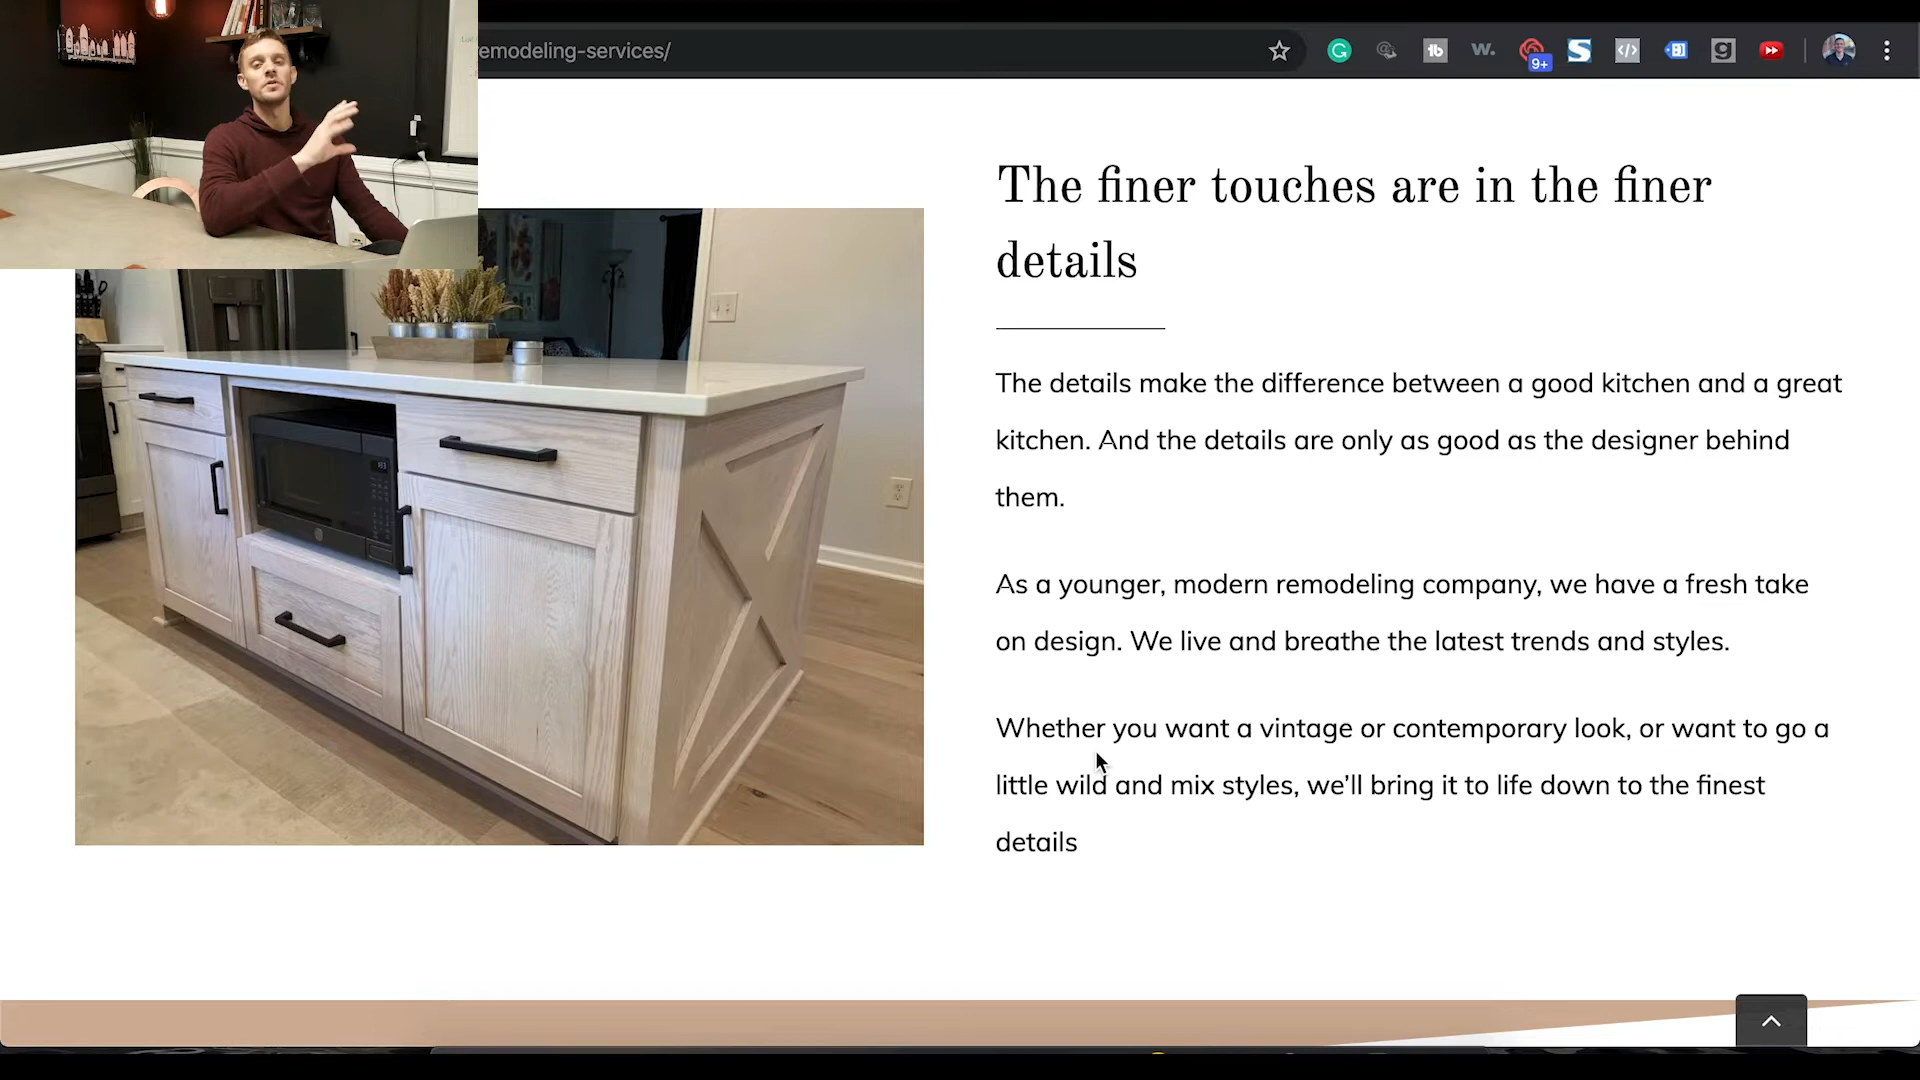 emodeling-services/
9+
The finer touches are in the finer
details
The details make the difference between a good kitchen and a great
kitchen. And the details are only as good as the designer behind
them.
As a younger, modern remodeling company, we have a fresh take
on design. We live and breathe the latest trends and styles.
Whether you want a vintage or contemporary look, or want to go a
little wild and mix styles, we’ll bring it to life down to the finest
details